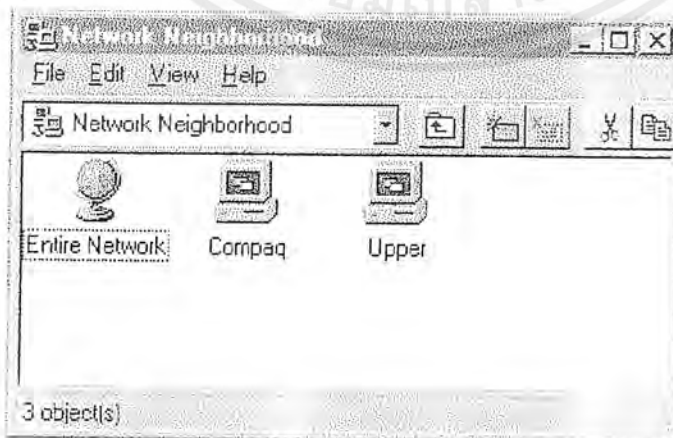 Network Neighborhood
File Edit View Help
Network Neighborhood
Entire Network
Compaq
Upper
3 object(s)